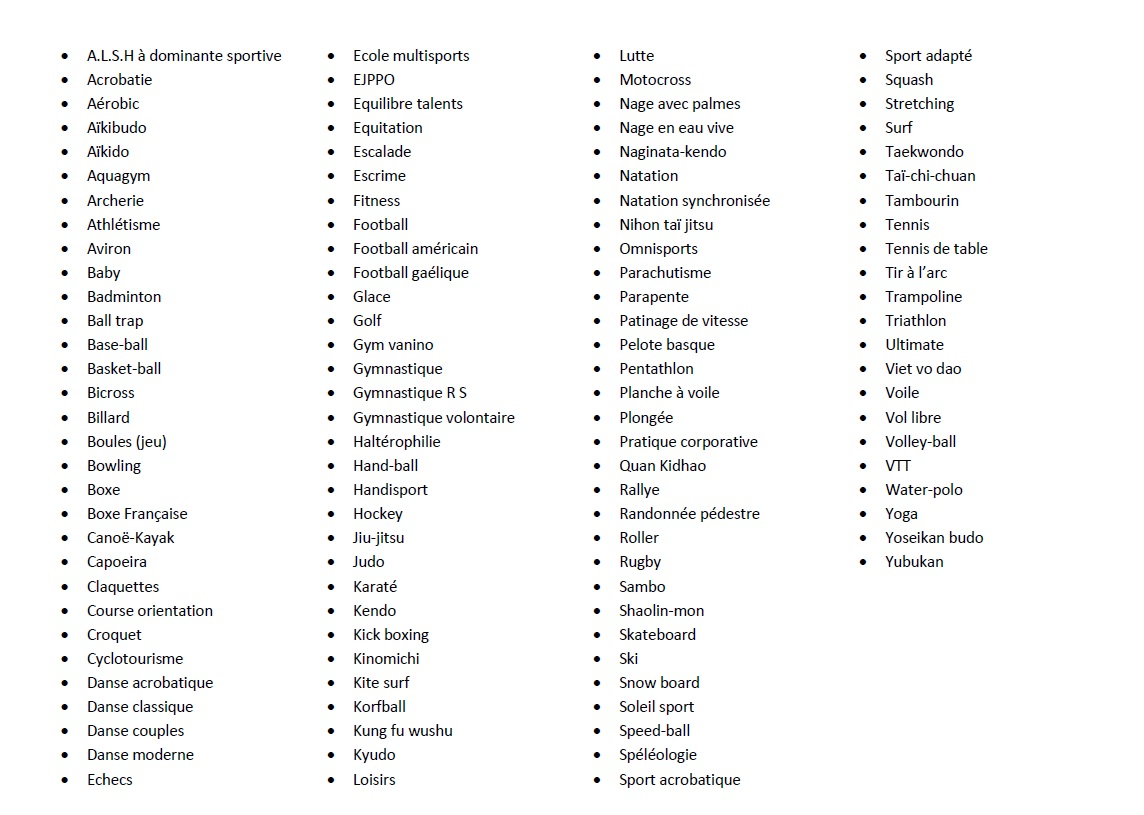 • A.L.S.H à dominante sportive
• Acrobatie
• Aérobic
• Aïkibudo
• Aïkido
• Aquagym
• Archerie
• Athlétisme
• Aviron
• Baby
• Badminton
• Ball trap
• Base-ball
• Basket-ball
• Bicross
• Billard
• Boules (jeu)
• Bowling
• Boxe
• Boxe Française
• Canoë-Kayak
• Capoeira
• Claquettes
• Course orientation
• Croquet
• Cyclotourisme
• Danse acrobatique
• Danse classique
• Danse couples
• Danse moderne
• Echecs
• Ecole multisports
• EJPPO
• Equilibre talents
• Equitation
• Escalade
• Escrime
• Fitness
• Football
• Football américain
• Football gaélique
• Glace
• Golf
• Gym vanino
• Gymnastique
• Gymnastique R S
• Gymnastique volontaire
• Haltérophilie
• Hand-ball
• Handisport
• Hockey
• Jiu-jitsu
• Judo
• Karaté
• Kendo
• Kick boxing
• Kinomichi
• Kite surf
• Korfball
• Kung fu wushu
• Kyudo
• Loisirs
• Lutte
• Motocross
• Nage avec palmes
• Nage en eau vive
• Naginata-kendo
• Natation
• Natation synchronisée
• Nihon taï jitsu
• Omnisports
• Parachutisme
• Parapente
• Patinage de vitesse
• Pelote basque
• Pentathlon
• Planche à voile
• Plongée
• Pratique corporative
• Quan Kidhao
• Rallye
• Randonnée pédestre
• Roller
• Rugby
• Sambo
• Shaolin-mon
• Skateboard
• Ski
• Snow board
• Soleil sport
• Speed-ball
• Spéléologie
• Sport acrobatique
• Sport adapté
• Squash
• Stretching
• Surf
• Taekwondo
• Taï-chi-chuan
• Tambourin
• Tennis
• Tennis de table
• Tir à l’arc
• Trampoline
• Triathlon
• Ultimate
• Viet vo dao
• Voile
• Vol libre
• Volley-ball
• VTT
• Water-polo
• Yoga
• Yoseikan budo
• Yubukan